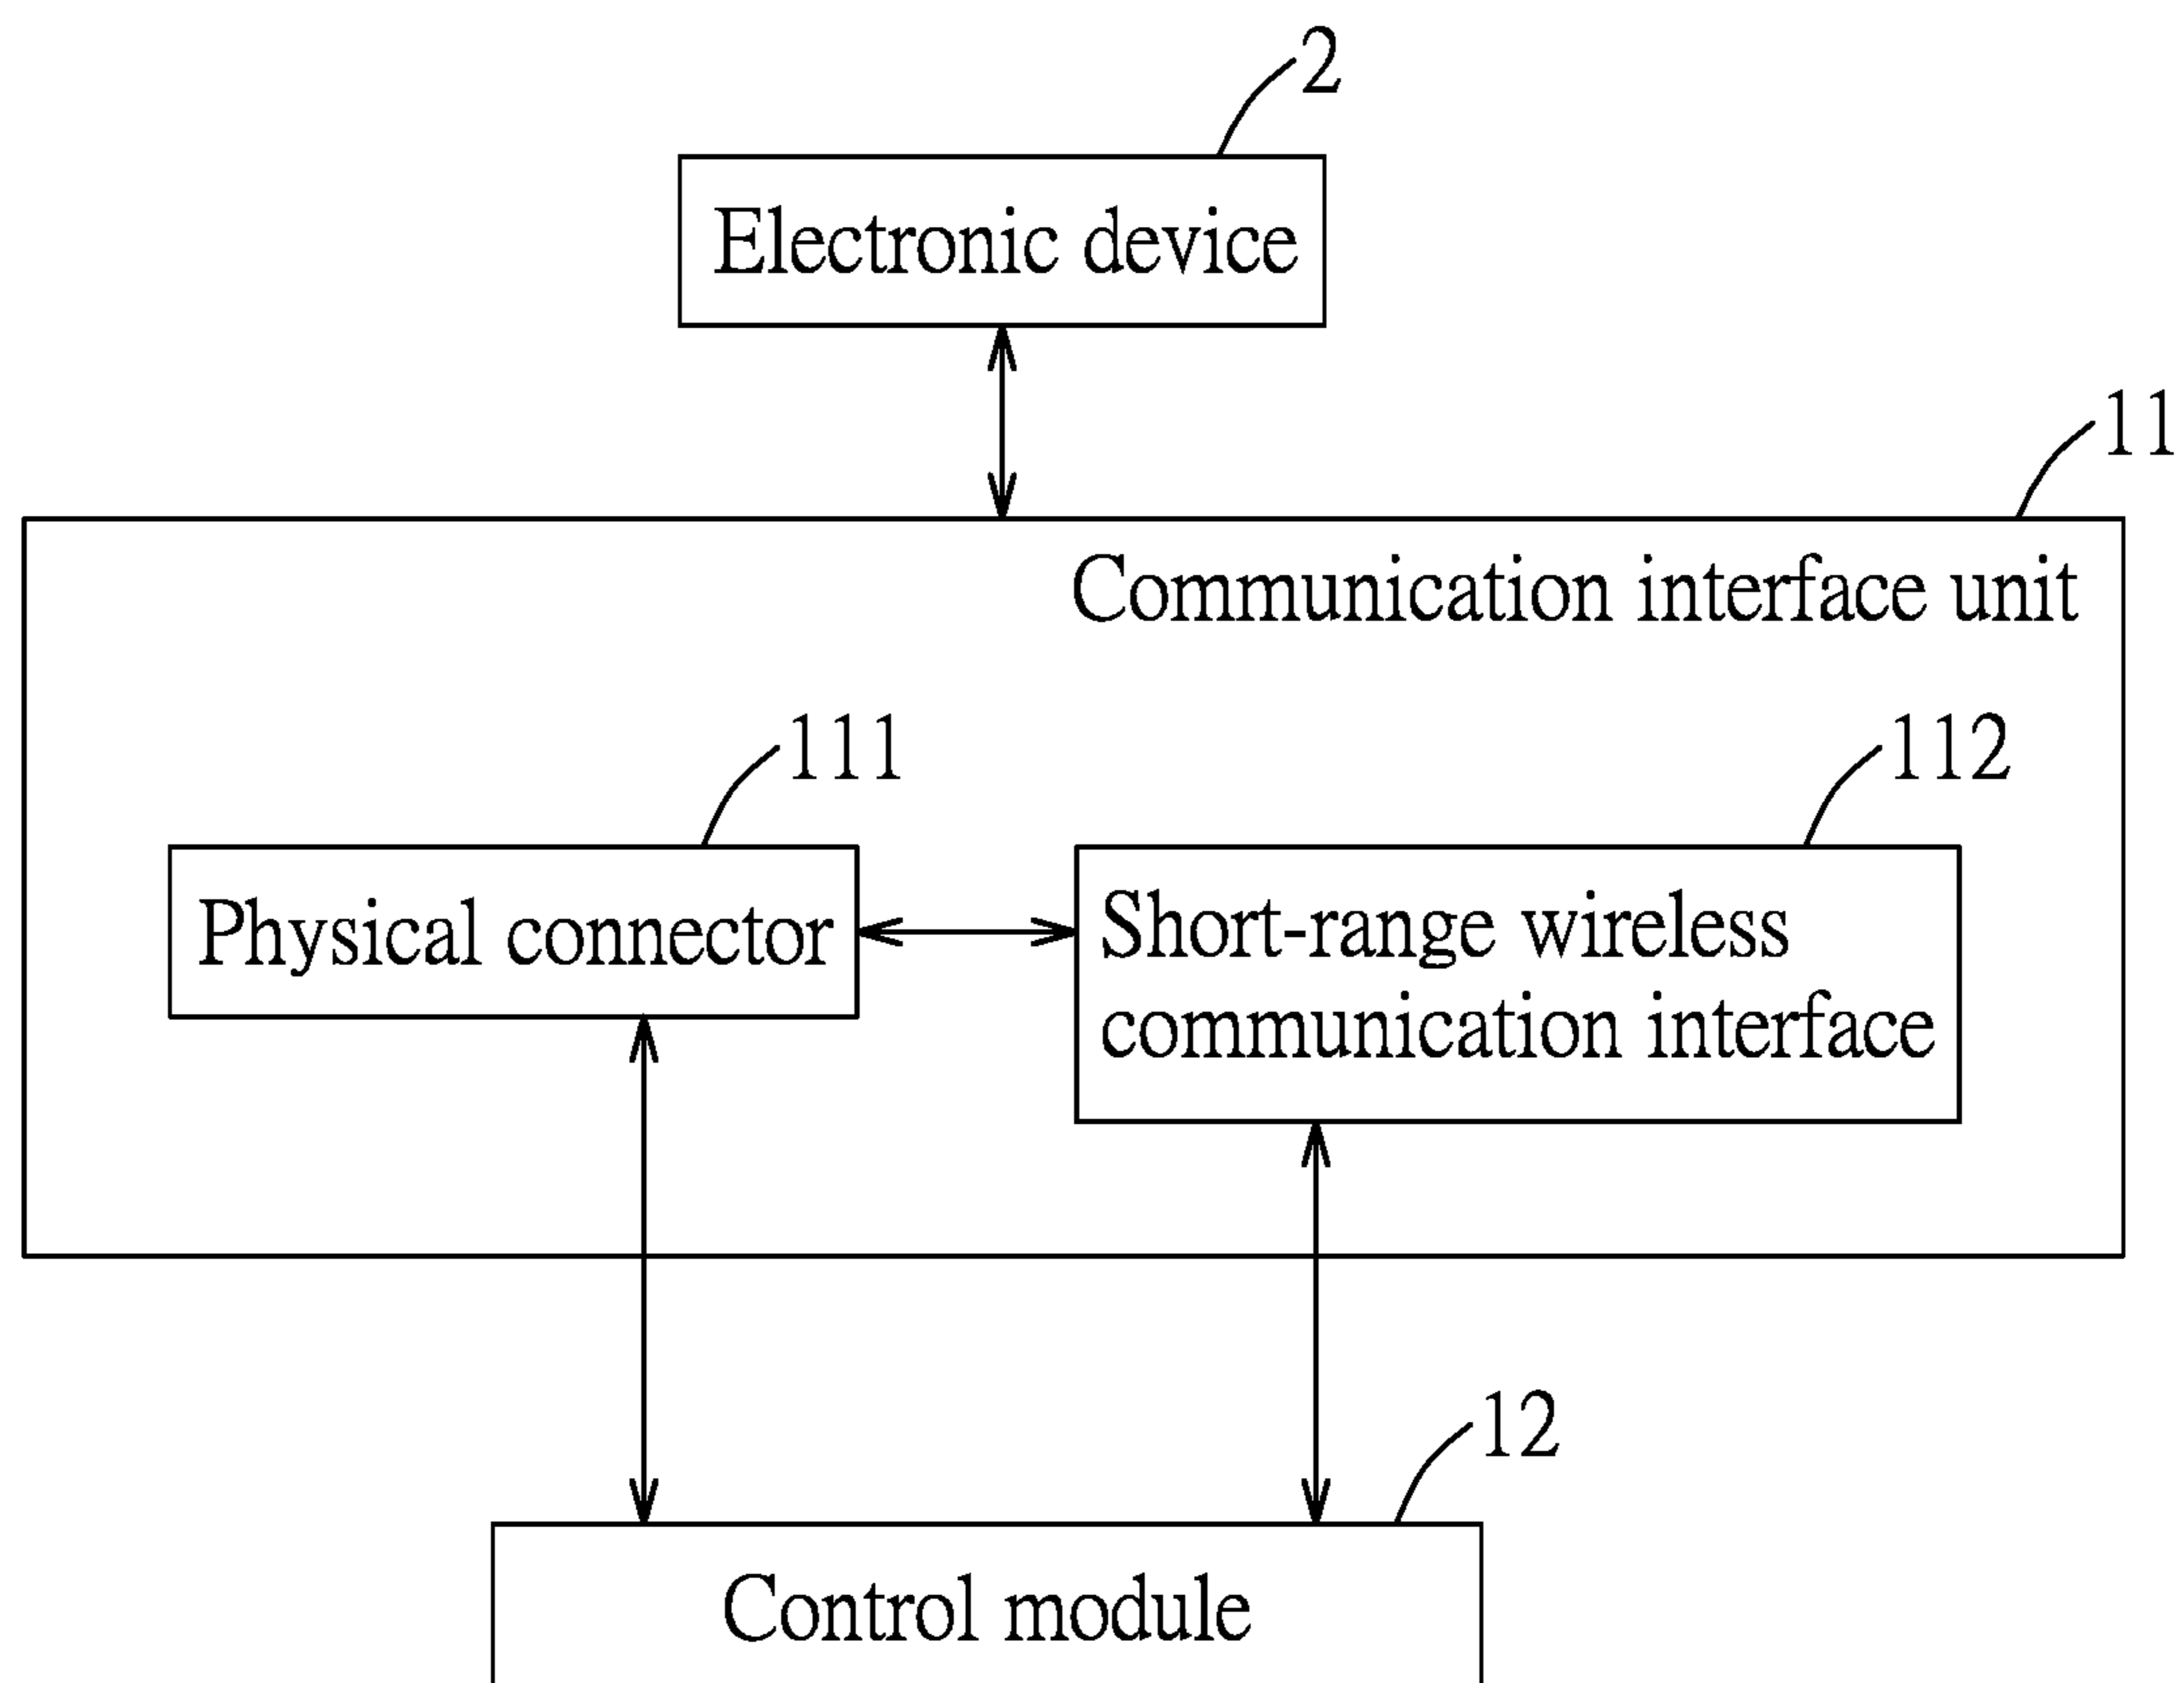 2
Electronic device
11
Communication interface unit
111
112
Physical connector
Short-range wireless
communication interface
12
Control module